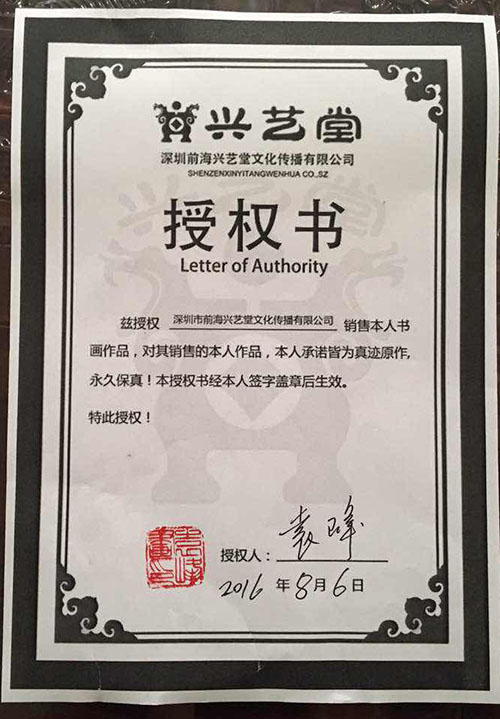 兴艺堂
深圳前海兴艺堂文化传播有限公司
SHENZENXINYITANGWENHUA CO.,SZ
授权书
Letter of Authority
兹授权 深圳市前海兴艺堂文化传播有限公司 销售本人书
画作品，对其销售的本人作品，本人承诺皆为真迹原作,
永久保真！本授权书经本人签字盖章后生效。
特此授权！
授权人： 袁峰
2016年8月6日